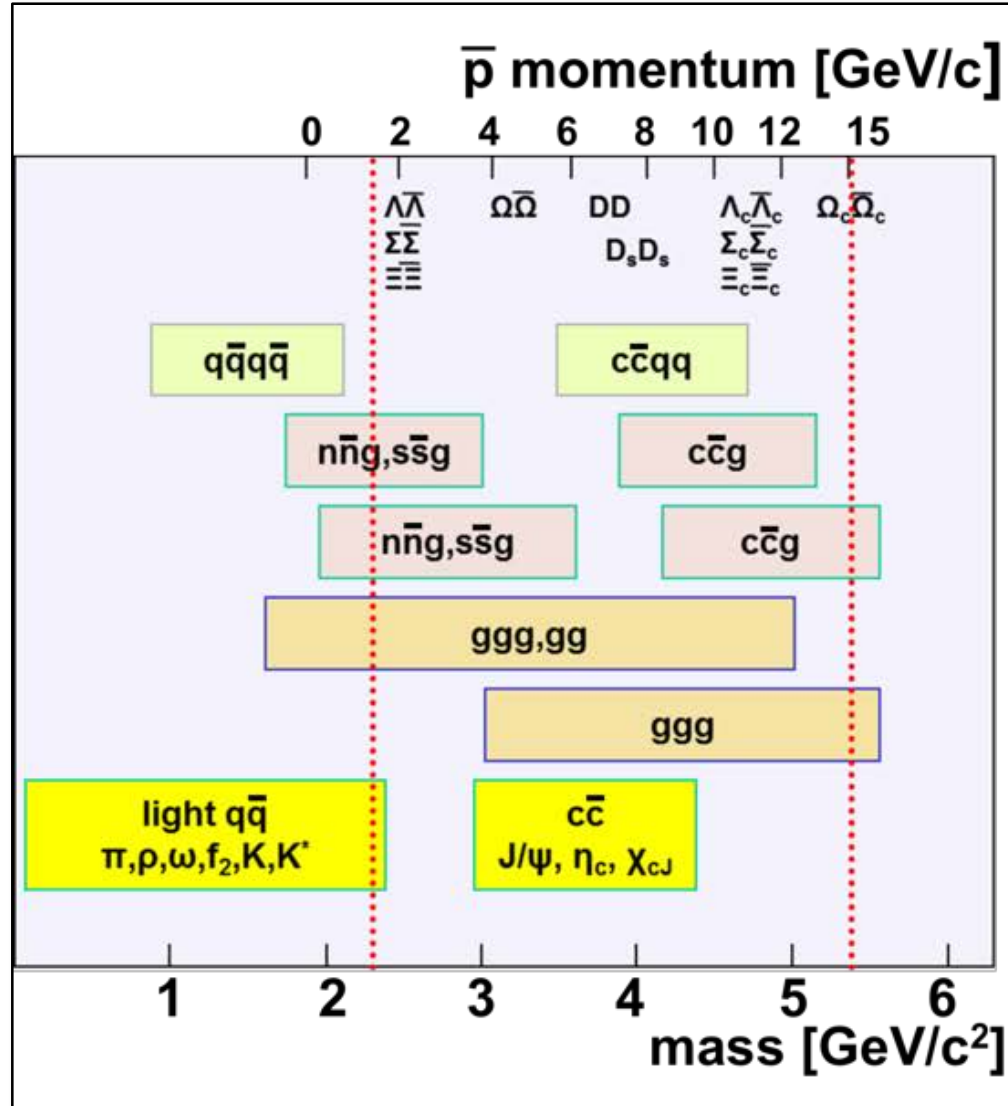 p̅ momentum [GeV/c]
0 2 4 6 8 10 12 15
ΛΛ̅ ΩΩ̅ DD Λ_cΛ̅_c Ω_cΩ̅_c
ΣΣ̅ D_sD_s Σ_cΣ̅_c
ΞΞ̅ Ξ_cΞ̅_c
qq̅qq̅ cc̅qq
nn̅g,ss̅g cc̅g
nn̅g,ss̅g cc̅g
ggg,gg
ggg
light qq̅ cc̅
π,ρ,ω,f₂,K,K* J/ψ, η_c, χ_cJ
1 2 3 4 5 6
mass [GeV/c²]